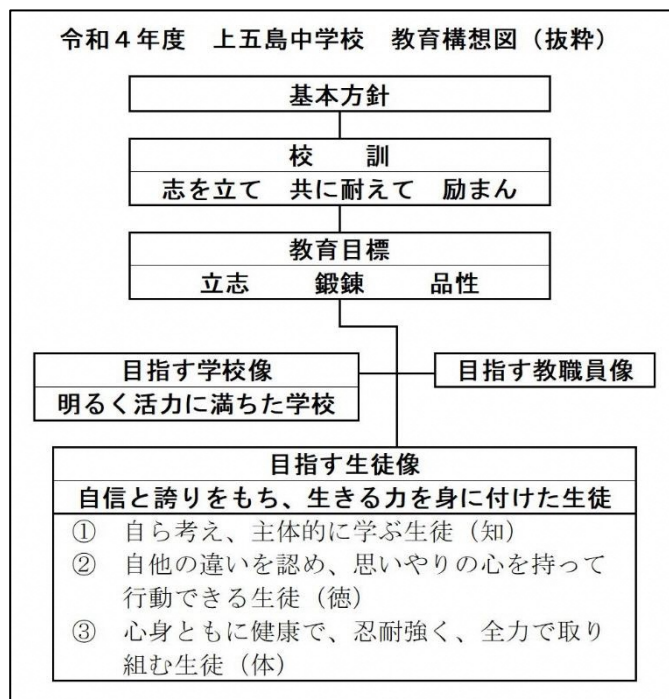 令和４年度　上五島中学校　教育構想図（抜粋）
基本方針
校　　訓
志を立て　共に耐えて　励まん
教育目標
立志　　鍛錬　　品性
目指す学校像
明るく活力に満ちた学校
目指す教職員像
目指す生徒像
自信と誇りをもち、生きる力を身に付けた生徒
①　自ら考え、主体的に学ぶ生徒（知）
②　自他の違いを認め、思いやりの心を持って
行動できる生徒（徳）
③　心身ともに健康で、忍耐強く、全力で取り
組む生徒（体）